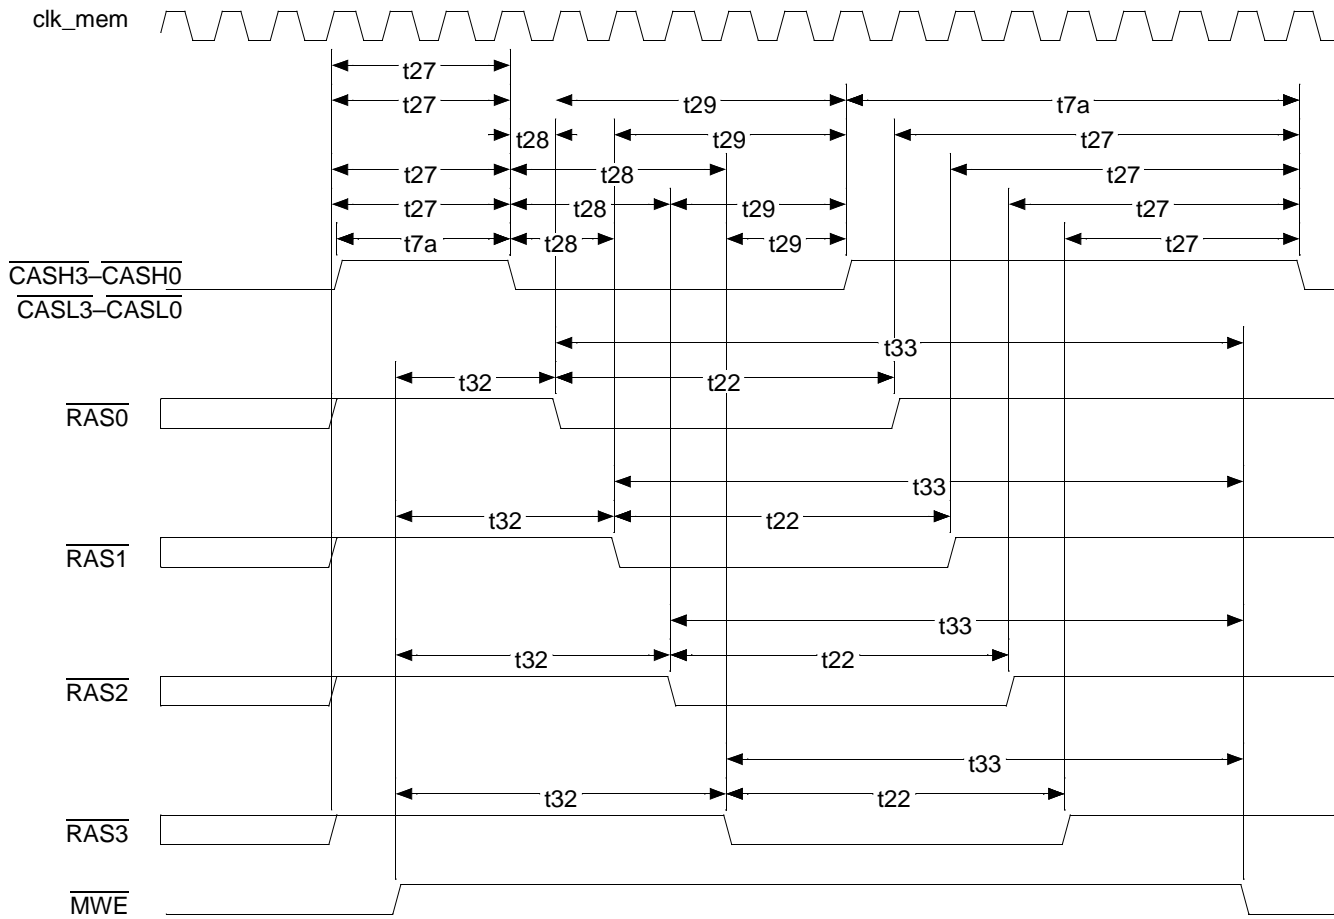 clk_mem
t27
t27 t29 t7a
t28 t29 t27
t27 t28 t27
t27 t28 t29 t27
t7a t28 t29 t27
CASH3–CASH0
CASL3–CASL0
t33
t32 t22
RAS0
t33
t32 t22
RAS1
t33
t32 t22
RAS2
t33
t32 t22
RAS3
MWE